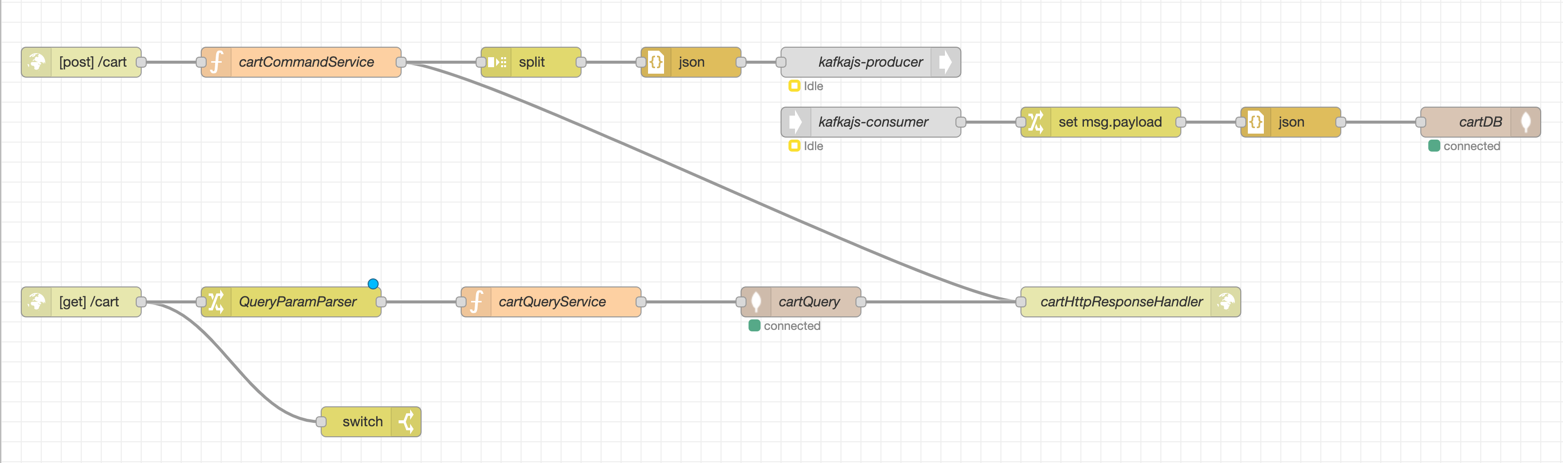 [post] /cart
cartCommandService
split
json
kafkajs-producer
Idle
kafkajs-consumer
set msg.payload
json
cartDB
Idle
connected
[get] /cart
QueryParamParser
cartQueryService
cartQuery
cartHttpResponseHandler
connected
switch